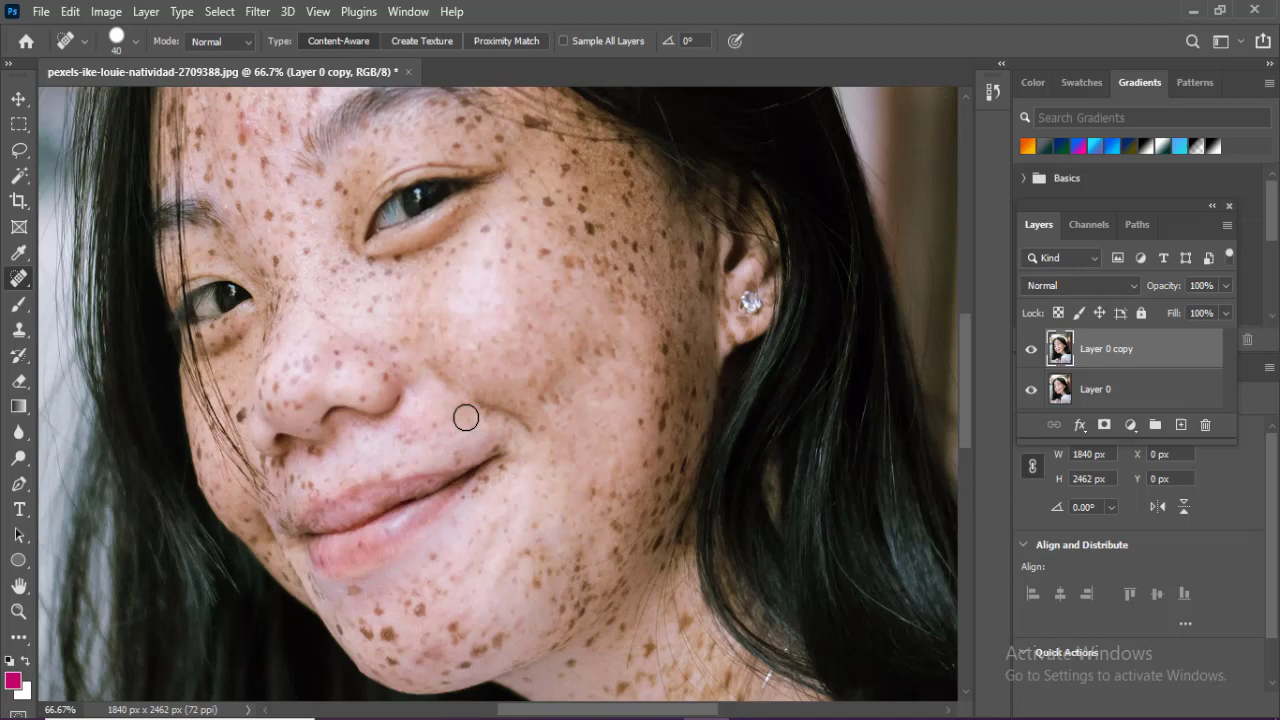 Ps File Edit Image Layer Type Select Filter 3D View Plugins Window Help
40 Mode: Normal Type: Content-Aware Create Texture Proximity Match Sample All Layers 0°
pexels-ike-louie-natividad-2709388.jpg @ 66.7% (Layer 0 copy, RGB/8) *
Color Swatches Gradients Patterns
Search Gradients
Basics
Layers Channels Paths
Kind
Normal Opacity: 100%
Lock: Fill: 100%
Layer 0 copy
Layer 0
fx
W 1840 px X 0 px
H 2462 px Y 0 px
0.00°
Align and Distribute
Align:
Quick Actions
Activate Windows
Go to Settings to activate Windows.
66.67% 1840 px x 2462 px (72 ppi)